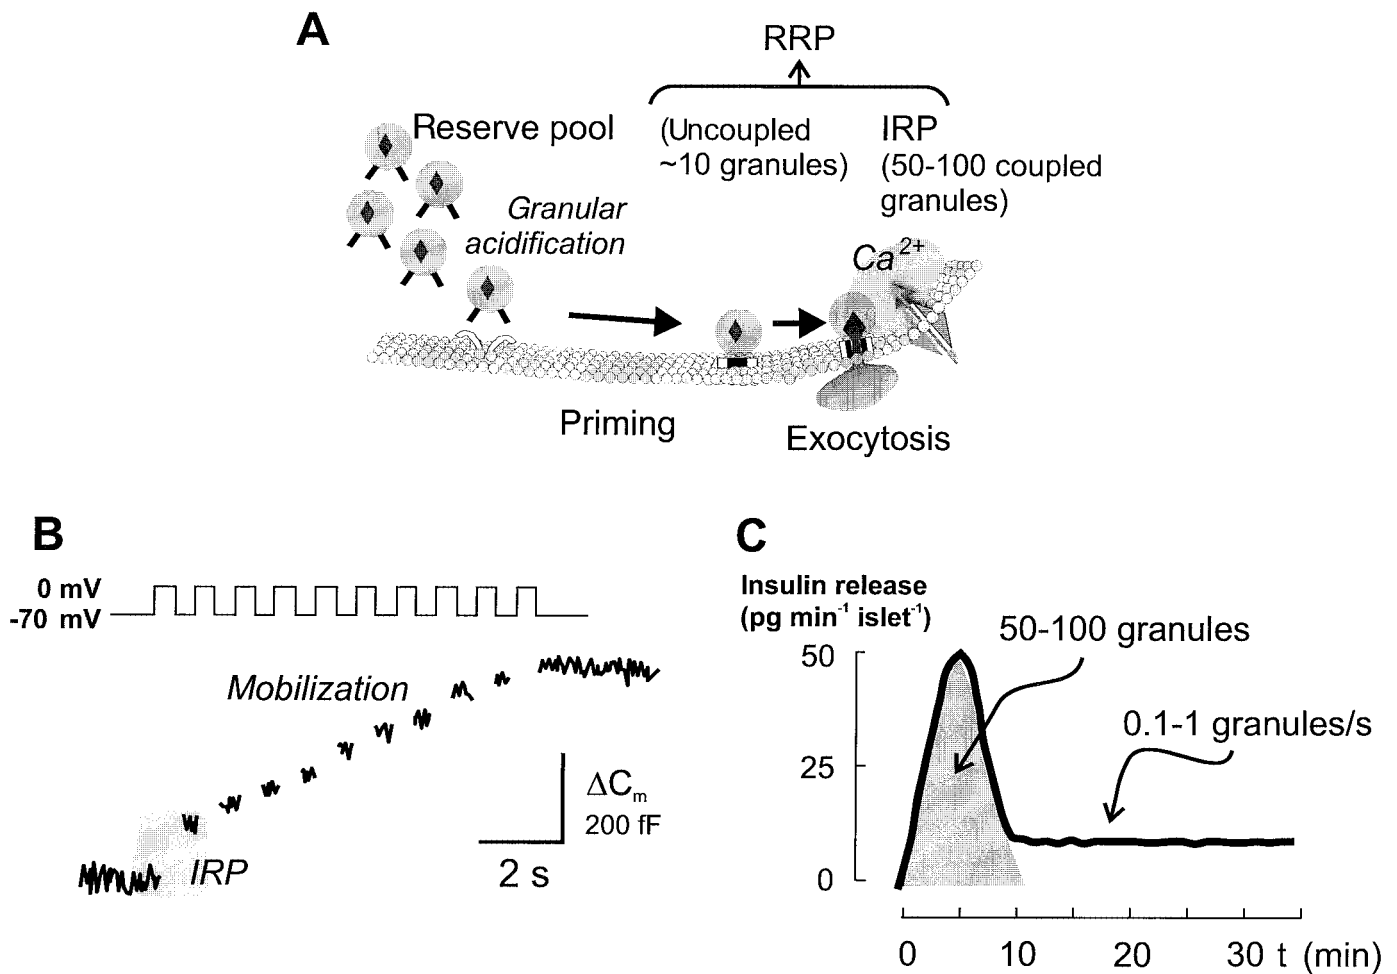 A
RRP
Reserve pool
(Uncoupled
~10 granules)
IRP
(50-100 coupled
granules)
Granular
acidification
Ca2+
Priming
Exocytosis
B
0 mV
-70 mV
Mobilization
IRP
ΔCm
200 fF
2 s
C
Insulin release
(pg min-1 islet-1)
50-100 granules
0.1-1 granules/s
50
25
0
0 10 20 30 t (min)